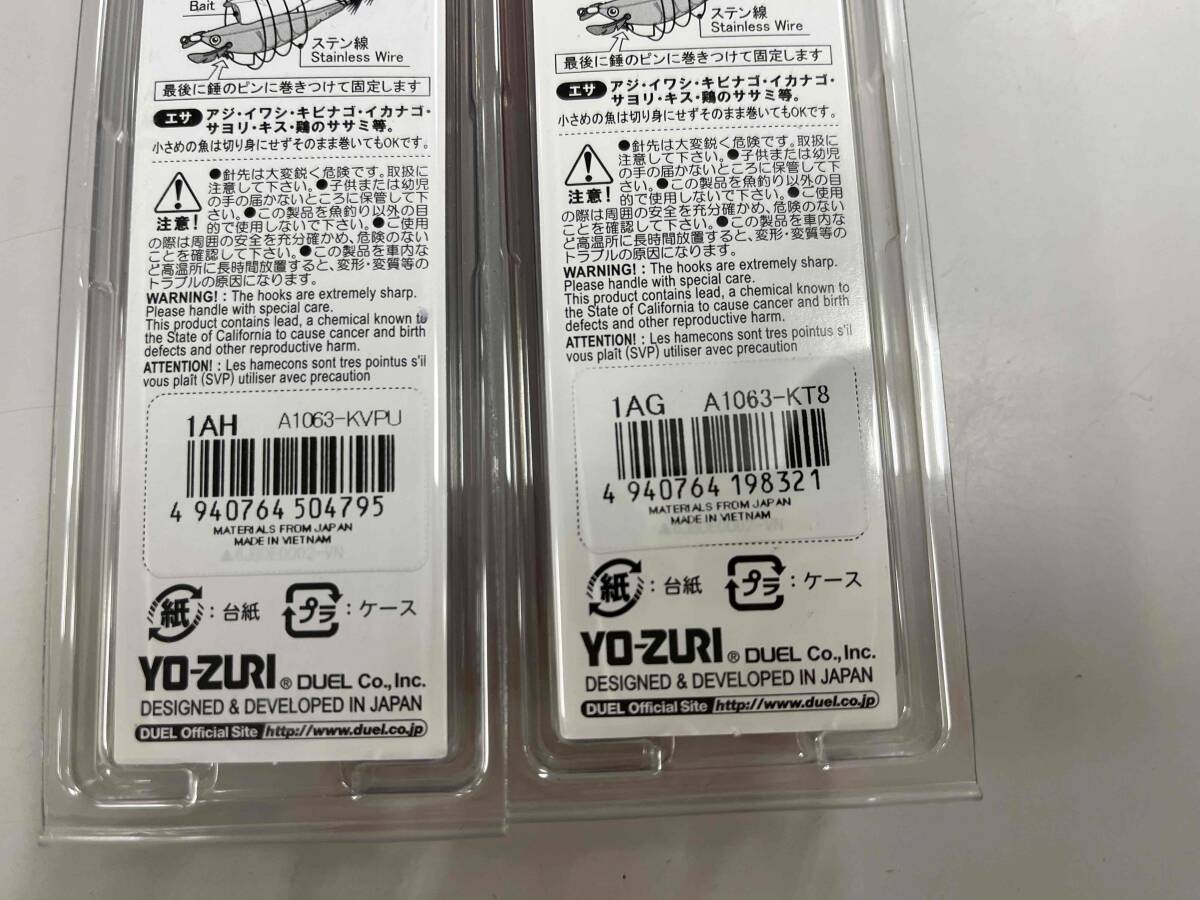 Bait
ステン線
Stainless Wire
最後に錘のピンに巻きつけて固定します
エサ アジ・イワシ・キビナゴ・イカナゴ・
サヨリ・キス・鶏のササミ等。
小さめの魚は切り身にせずそのまま巻いてもOKです。
注意!
●針先は大変鋭く危険です。取扱に
注意して下さい。●子供または幼児
の手の届かないところに保管して下
さい。●この製品を魚釣り以外の目
的で使用しないで下さい。●ご使用
の際は周囲の安全を充分確かめ、危険のない
ことを確認して下さい。●この製品を車内な
ど高温所に長時間放置すると、変形・変質等の
トラブルの原因になります。
WARNING! : The hooks are extremely sharp.
Please handle with special care.
This product contains lead, a chemical known to
the State of California to cause cancer and birth
defects and other reproductive harm.
ATTENTION! : Les hamecons sont tres pointus s'il
vous plaît (SVP) utiliser avec precaution
1AH A1063-KVPU
4 940764 504795
MATERIALS FROM JAPAN
MADE IN VIETNAM
紙 : 台紙 プラ : ケース
YO-ZURI ® DUEL Co.,Inc.
DESIGNED & DEVELOPED IN JAPAN
DUEL Official Site http://www.duel.co.jp
ステン線
Stainless Wire
最後に錘のピンに巻きつけて固定します
エサ アジ・イワシ・キビナゴ・イカナゴ・
サヨリ・キス・鶏のササミ等。
小さめの魚は切り身にせずそのまま巻いてもOKです。
注意!
●針先は大変鋭く危険です。取扱に
注意して下さい。●子供または幼児
の手の届かないところに保管して下
さい。●この製品を魚釣り以外の目
的で使用しないで下さい。●ご使用
の際は周囲の安全を充分確かめ、危険のない
ことを確認して下さい。●この製品を車内な
ど高温所に長時間放置すると、変形・変質等の
トラブルの原因になります。
WARNING! : The hooks are extremely sharp.
Please handle with special care.
This product contains lead, a chemical known to
the State of California to cause cancer and birth
defects and other reproductive harm.
ATTENTION! : Les hamecons sont tres pointus s'il
vous plaît (SVP) utiliser avec precaution
1AG A1063-KT8
4 940764 198321
MATERIALS FROM JAPAN
MADE IN VIETNAM
紙 : 台紙 プラ : ケース
YO-ZURI ® DUEL Co.,Inc.
DESIGNED & DEVELOPED IN JAPAN
DUEL Official Site http://www.duel.co.jp